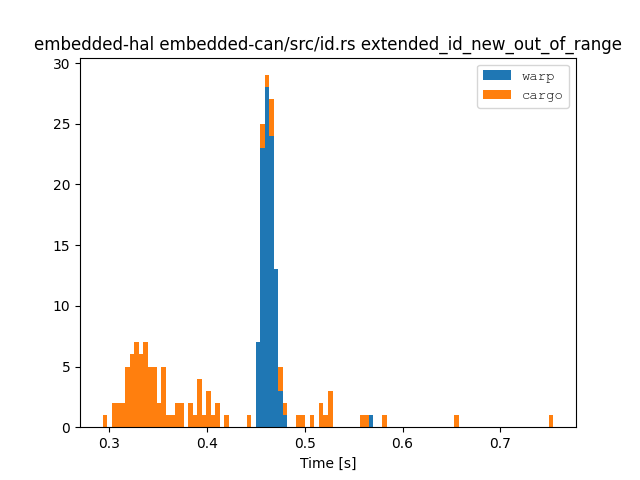 embedded-hal embedded-can/src/id.rs extended_id_new_out_of_range
warp
cargo
30
25
20
15
10
5
0
0.3 0.4 0.5 0.6 0.7
Time [s]